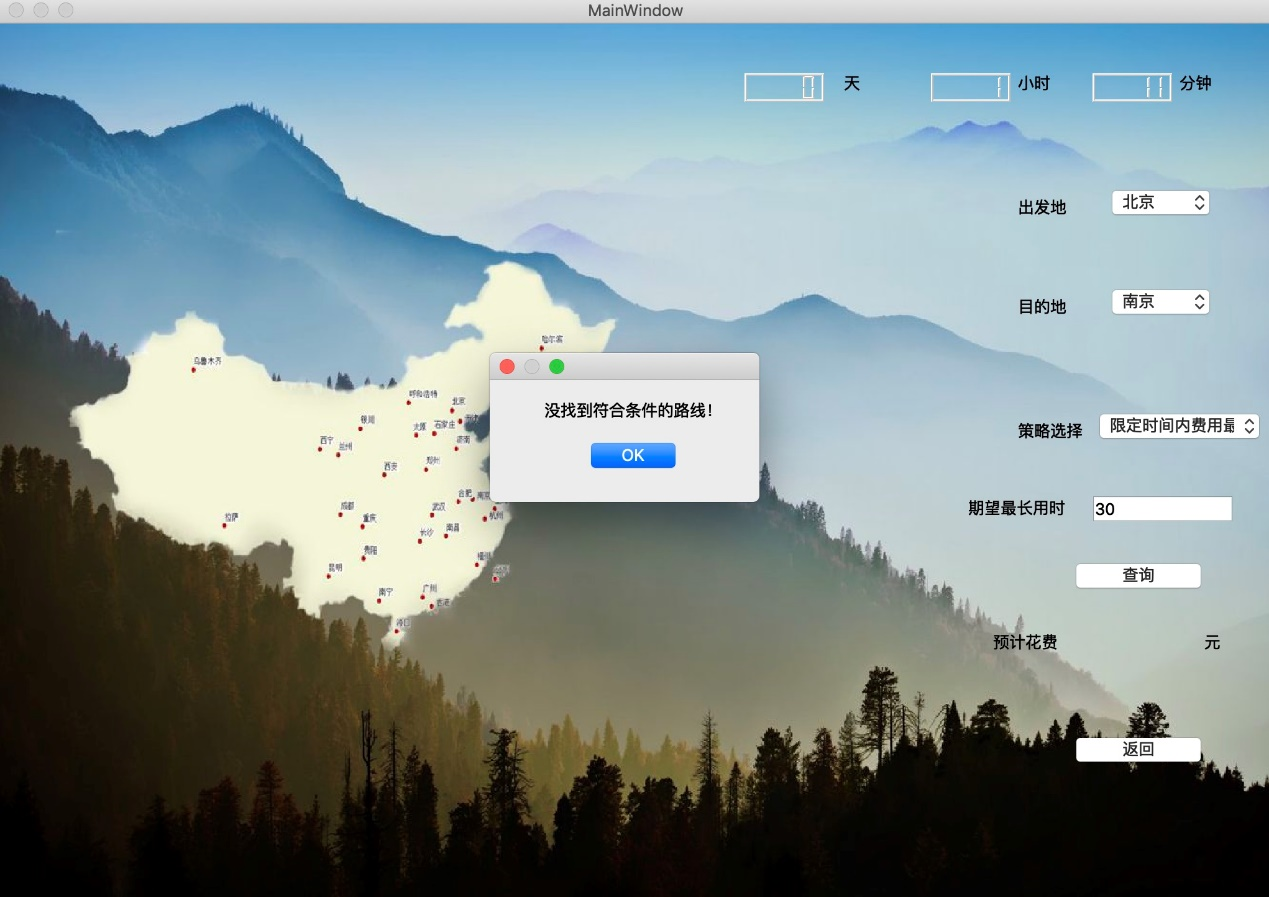 MainWindow
0 天 1 小时 11 分钟
出发地 北京
目的地 南京
策略选择 限定时间内费用最
期望最长用时 30
查询
预计花费 元
返回
没找到符合条件的路线！
OK
哈尔滨
乌鲁木齐
呼和浩特
北京
银川
太原
石家庄
西宁
兰州
济南
西安
郑州
合肥
南京
成都
重庆
武汉
杭州
拉萨
长沙
南昌
贵阳
福州
昆明
南宁
广州
香港
海口